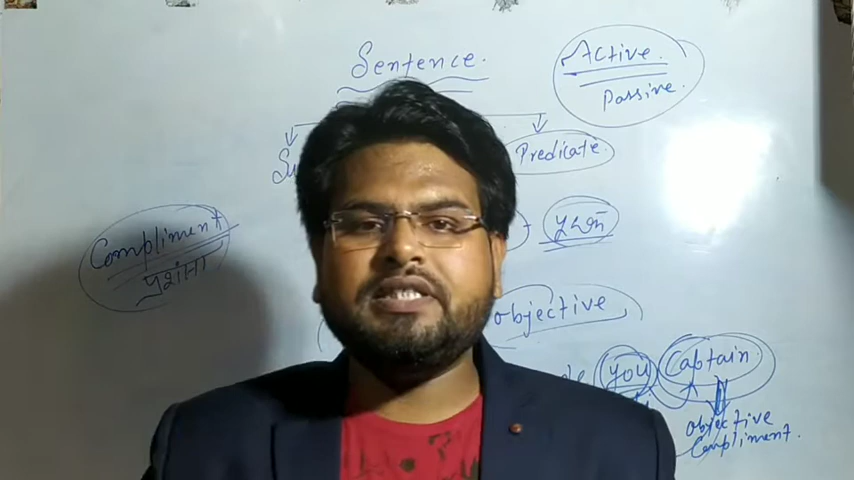 Sentence.
Active.
Passive.
Predicate.
Compliment
प्रशंसा
objective
you
Captain
objective
Compliment.